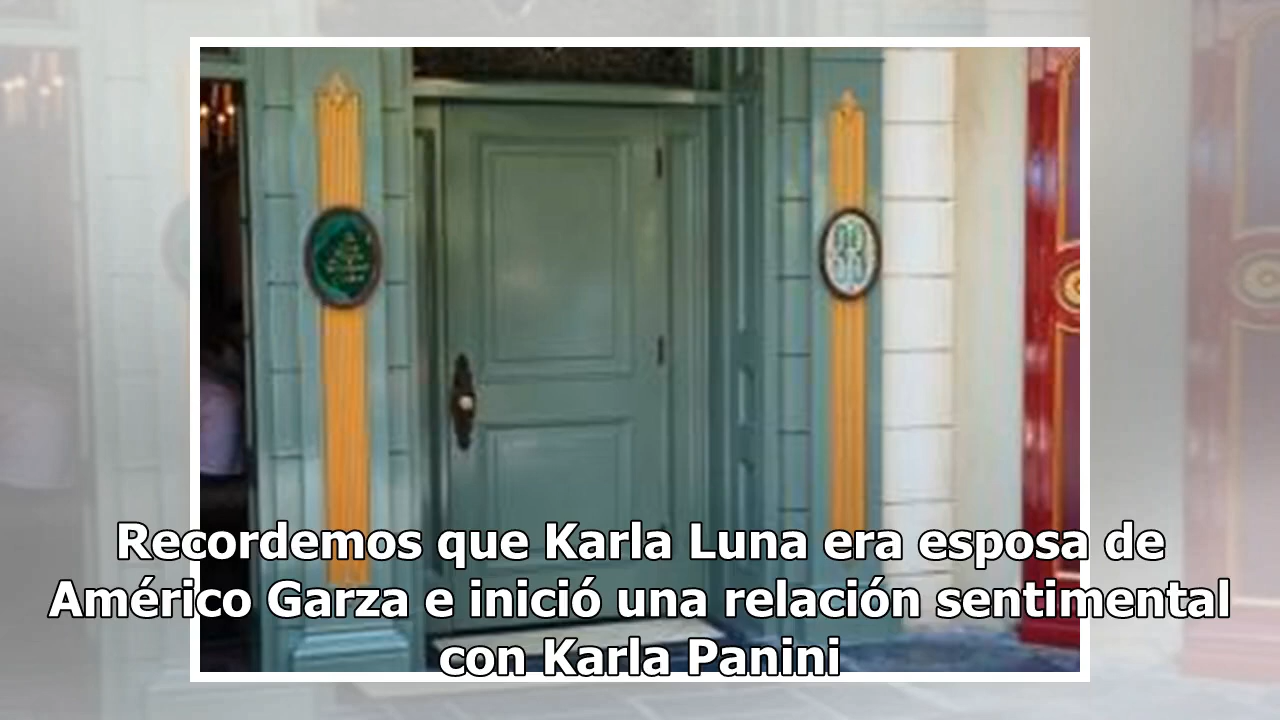 Recordemos que Karla Luna era esposa de
Américo Garza e inició una relación sentimental
con Karla Panini